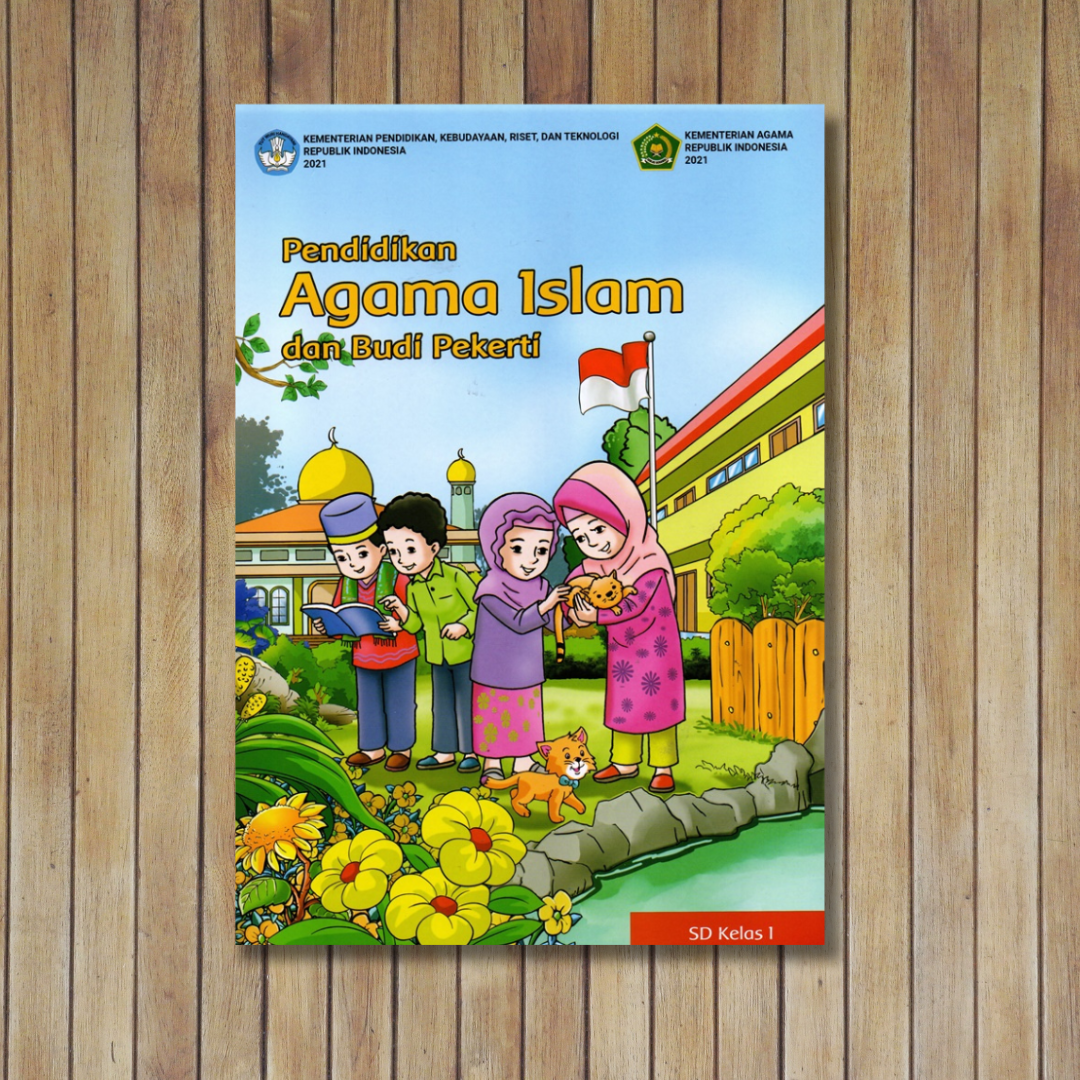 KEMENTERIAN PENDIDIKAN, KEBUDAYAAN, RISET, DAN TEKNOLOGI
REPUBLIK INDONESIA
2021
KEMENTERIAN AGAMA
REPUBLIK INDONESIA
2021
Pendidikan
Agama Islam
dan Budi Pekerti
SD Kelas 1